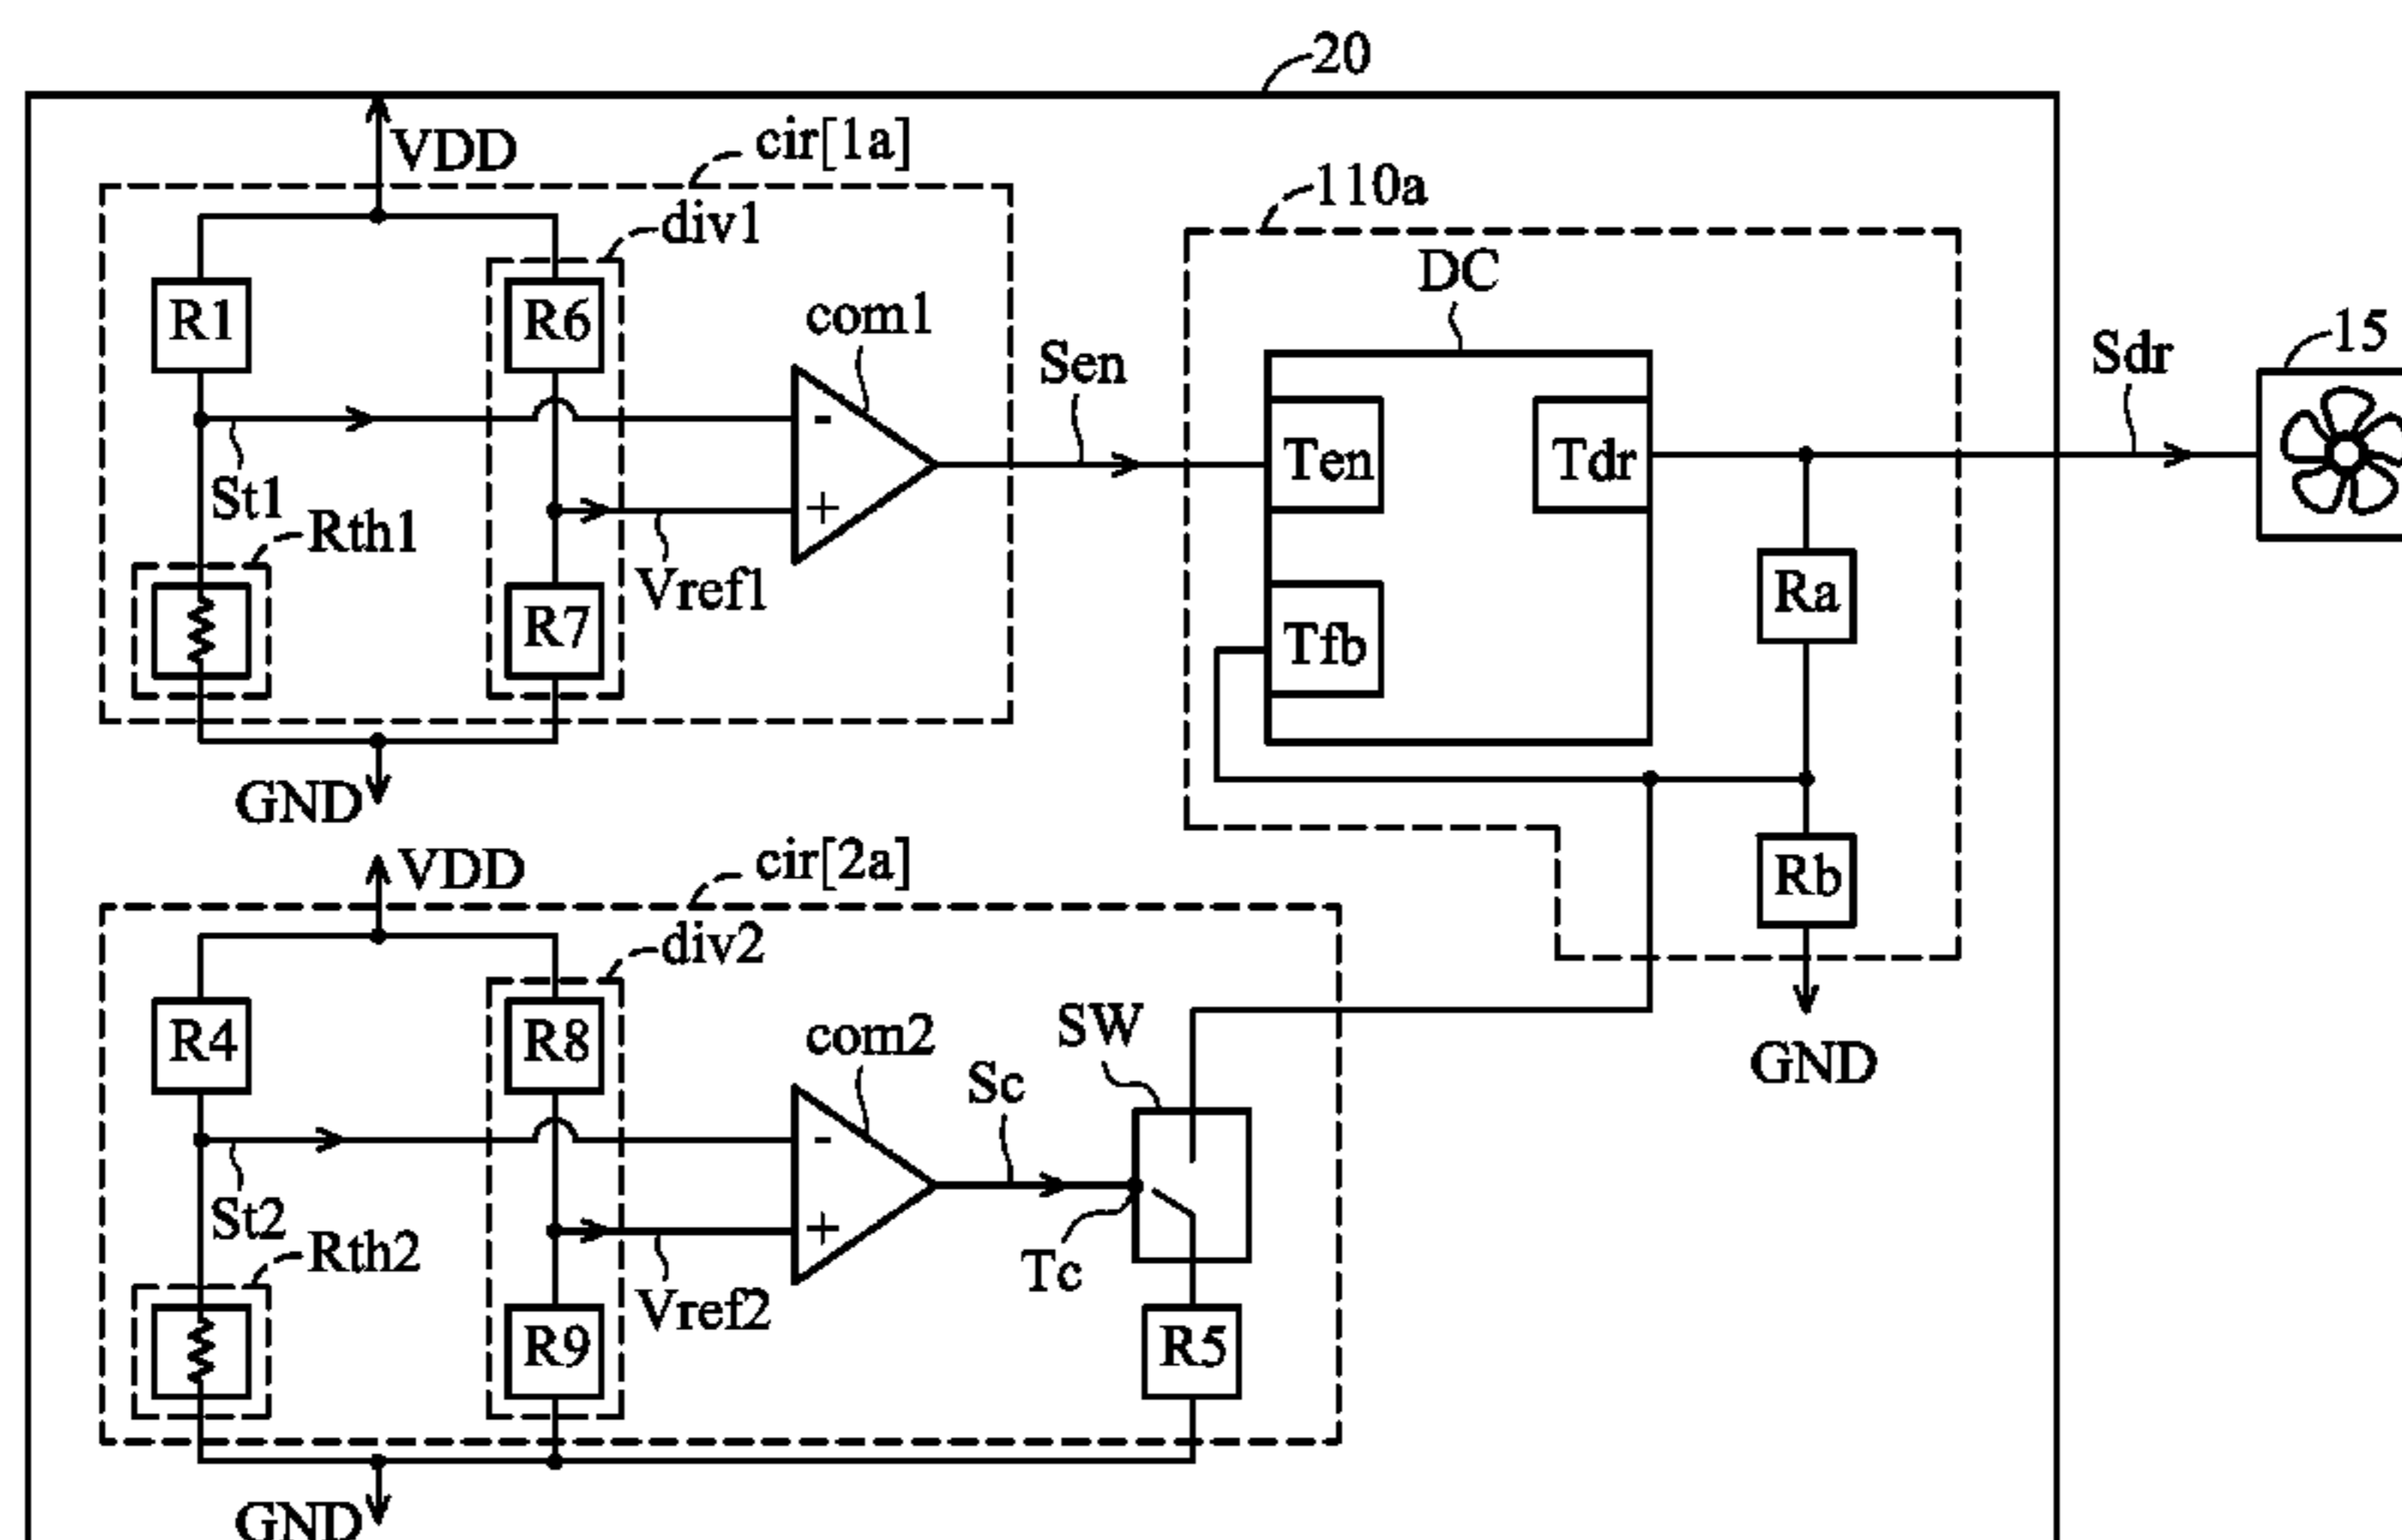 20
VDD
cir[1a]
div1
110a
DC
R1
R6
com1
Sen
Sdr
15
-
Ten
Tdr
St1
+
Rth1
Vref1
Ra
R7
Tfb
GND
VDD
cir[2a]
div2
Rb
R4
R8
com2
Sc
SW
GND
-
St2
+
Rth2
Vref2
Tc
R9
R5
GND